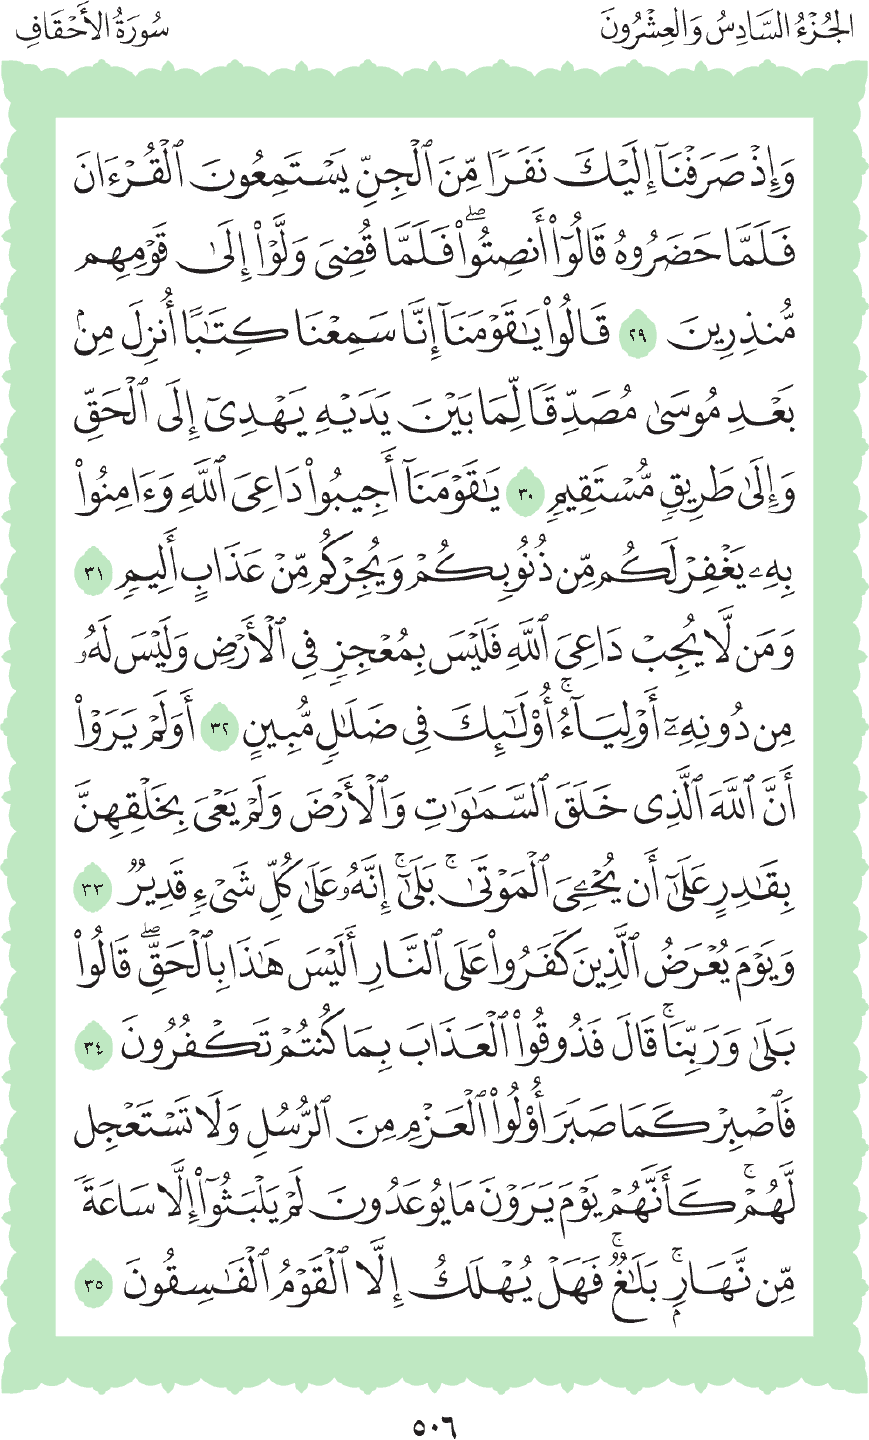 الجُزْءُ السَّادِسُ وَالعِشْرُونَ
سُورَةُ الأَحْقَافِ
وَإِذْ صَرَفْنَآ إِلَيْكَ نَفَرًا مِّنَ ٱلْجِنِّ يَسْتَمِعُونَ ٱلْقُرْءَانَ
فَلَمَّا حَضَرُوهُ قَالُوٓا۟ أَنصِتُوا۟ ۖ فَلَمَّا قُضِىَ وَلَّوْا۟ إِلَىٰ قَوْمِهِم
مُّنذِرِينَ ٢٩ قَالُوا۟ يَٰقَوْمَنَآ إِنَّا سَمِعْنَا كِتَٰبًا أُنزِلَ مِنۢ
بَعْدِ مُوسَىٰ مُصَدِّقًا لِّمَا بَيْنَ يَدَيْهِ يَهْدِىٓ إِلَى ٱلْحَقِّ
وَإِلَىٰ طَرِيقٍ مُّسْتَقِيمٍ ٣٠ يَٰقَوْمَنَآ أَجِيبُوا۟ دَاعِىَ ٱللَّهِ وَءَامِنُوا۟
بِهِۦ يَغْفِرْ لَكُم مِّن ذُنُوبِكُمْ وَيُجِرْكُم مِّنْ عَذَابٍ أَلِيمٍ ٣١
وَمَن لَّا يُجِبْ دَاعِىَ ٱللَّهِ فَلَيْسَ بِمُعْجِزٍ فِى ٱلْأَرْضِ وَلَيْسَ لَهُۥ
مِن دُونِهِۦٓ أَوْلِيَآءُ ۚ أُو۟لَٰٓئِكَ فِى ضَلَٰلٍ مُّبِينٍ ٣٢ أَوَلَمْ يَرَوْا۟
أَنَّ ٱللَّهَ ٱلَّذِى خَلَقَ ٱلسَّمَٰوَٰتِ وَٱلْأَرْضَ وَلَمْ يَعْىَ بِخَلْقِهِنَّ
بِقَٰدِرٍ عَلَىٰٓ أَن يُحْـِۧىَ ٱلْمَوْتَىٰ ۚ بَلَىٰٓ ۚ إِنَّهُۥ عَلَىٰ كُلِّ شَىْءٍ قَدِيرٌ ٣٣
وَيَوْمَ يُعْرَضُ ٱلَّذِينَ كَفَرُوا۟ عَلَى ٱلنَّارِ أَلَيْسَ هَٰذَا بِٱلْحَقِّ ۖ قَالُوا۟
بَلَىٰ وَرَبِّنَا ۚ قَالَ فَذُوقُوا۟ ٱلْعَذَابَ بِمَا كُنتُمْ تَكْفُرُونَ ٣٤
فَٱصْبِرْ كَمَا صَبَرَ أُو۟لُوا۟ ٱلْعَزْمِ مِنَ ٱلرُّسُلِ وَلَا تَسْتَعْجِل
لَّهُمْ ۚ كَأَنَّهُمْ يَوْمَ يَرَوْنَ مَا يُوعَدُونَ لَمْ يَلْبَثُوٓا۟ إِلَّا سَاعَةً
مِّن نَّهَارٍۭ ۚ بَلَٰغٌ ۚ فَهَلْ يُهْلَكُ إِلَّا ٱلْقَوْمُ ٱلْفَٰسِقُونَ ٣٥
٥٠٦